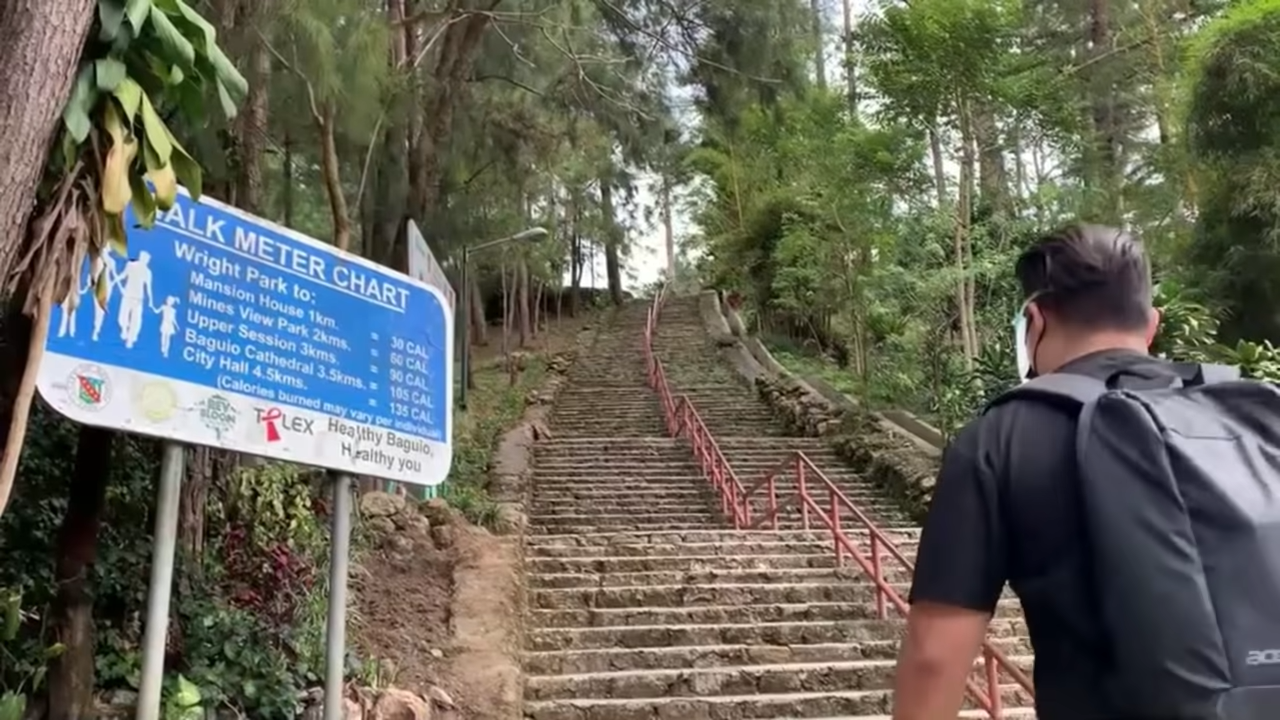 ALK METER CHART
Wright Park to:
Mansion House 1km. = 30 CAL.
Mines View Park 2kms. = 60 CAL.
Upper Session 3kms. = 90 CAL.
Baguio Cathedral 3.5kms. = 105 CAL.
City Hall 4.5kms. = 135 CAL.
(Calories burned may vary per individual)
Healthy Baguio,
Healthy you